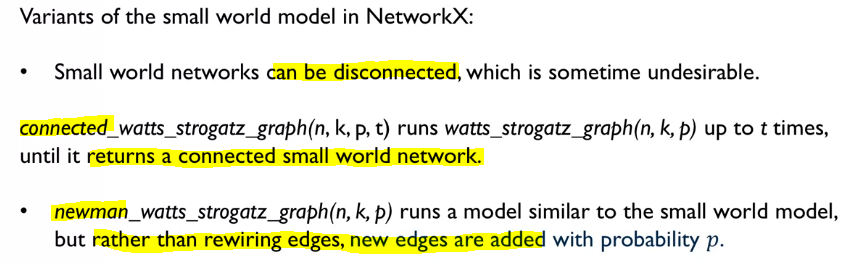 Variants of the small world model in NetworkX:
• Small world networks can be disconnected, which is sometime undesirable.
connected_watts_strogatz_graph(n, k, p, t) runs watts_strogatz_graph(n, k, p) up to t times,
until it returns a connected small world network.
• newman_watts_strogatz_graph(n, k, p) runs a model similar to the small world model,
but rather than rewiring edges, new edges are added with probability p.